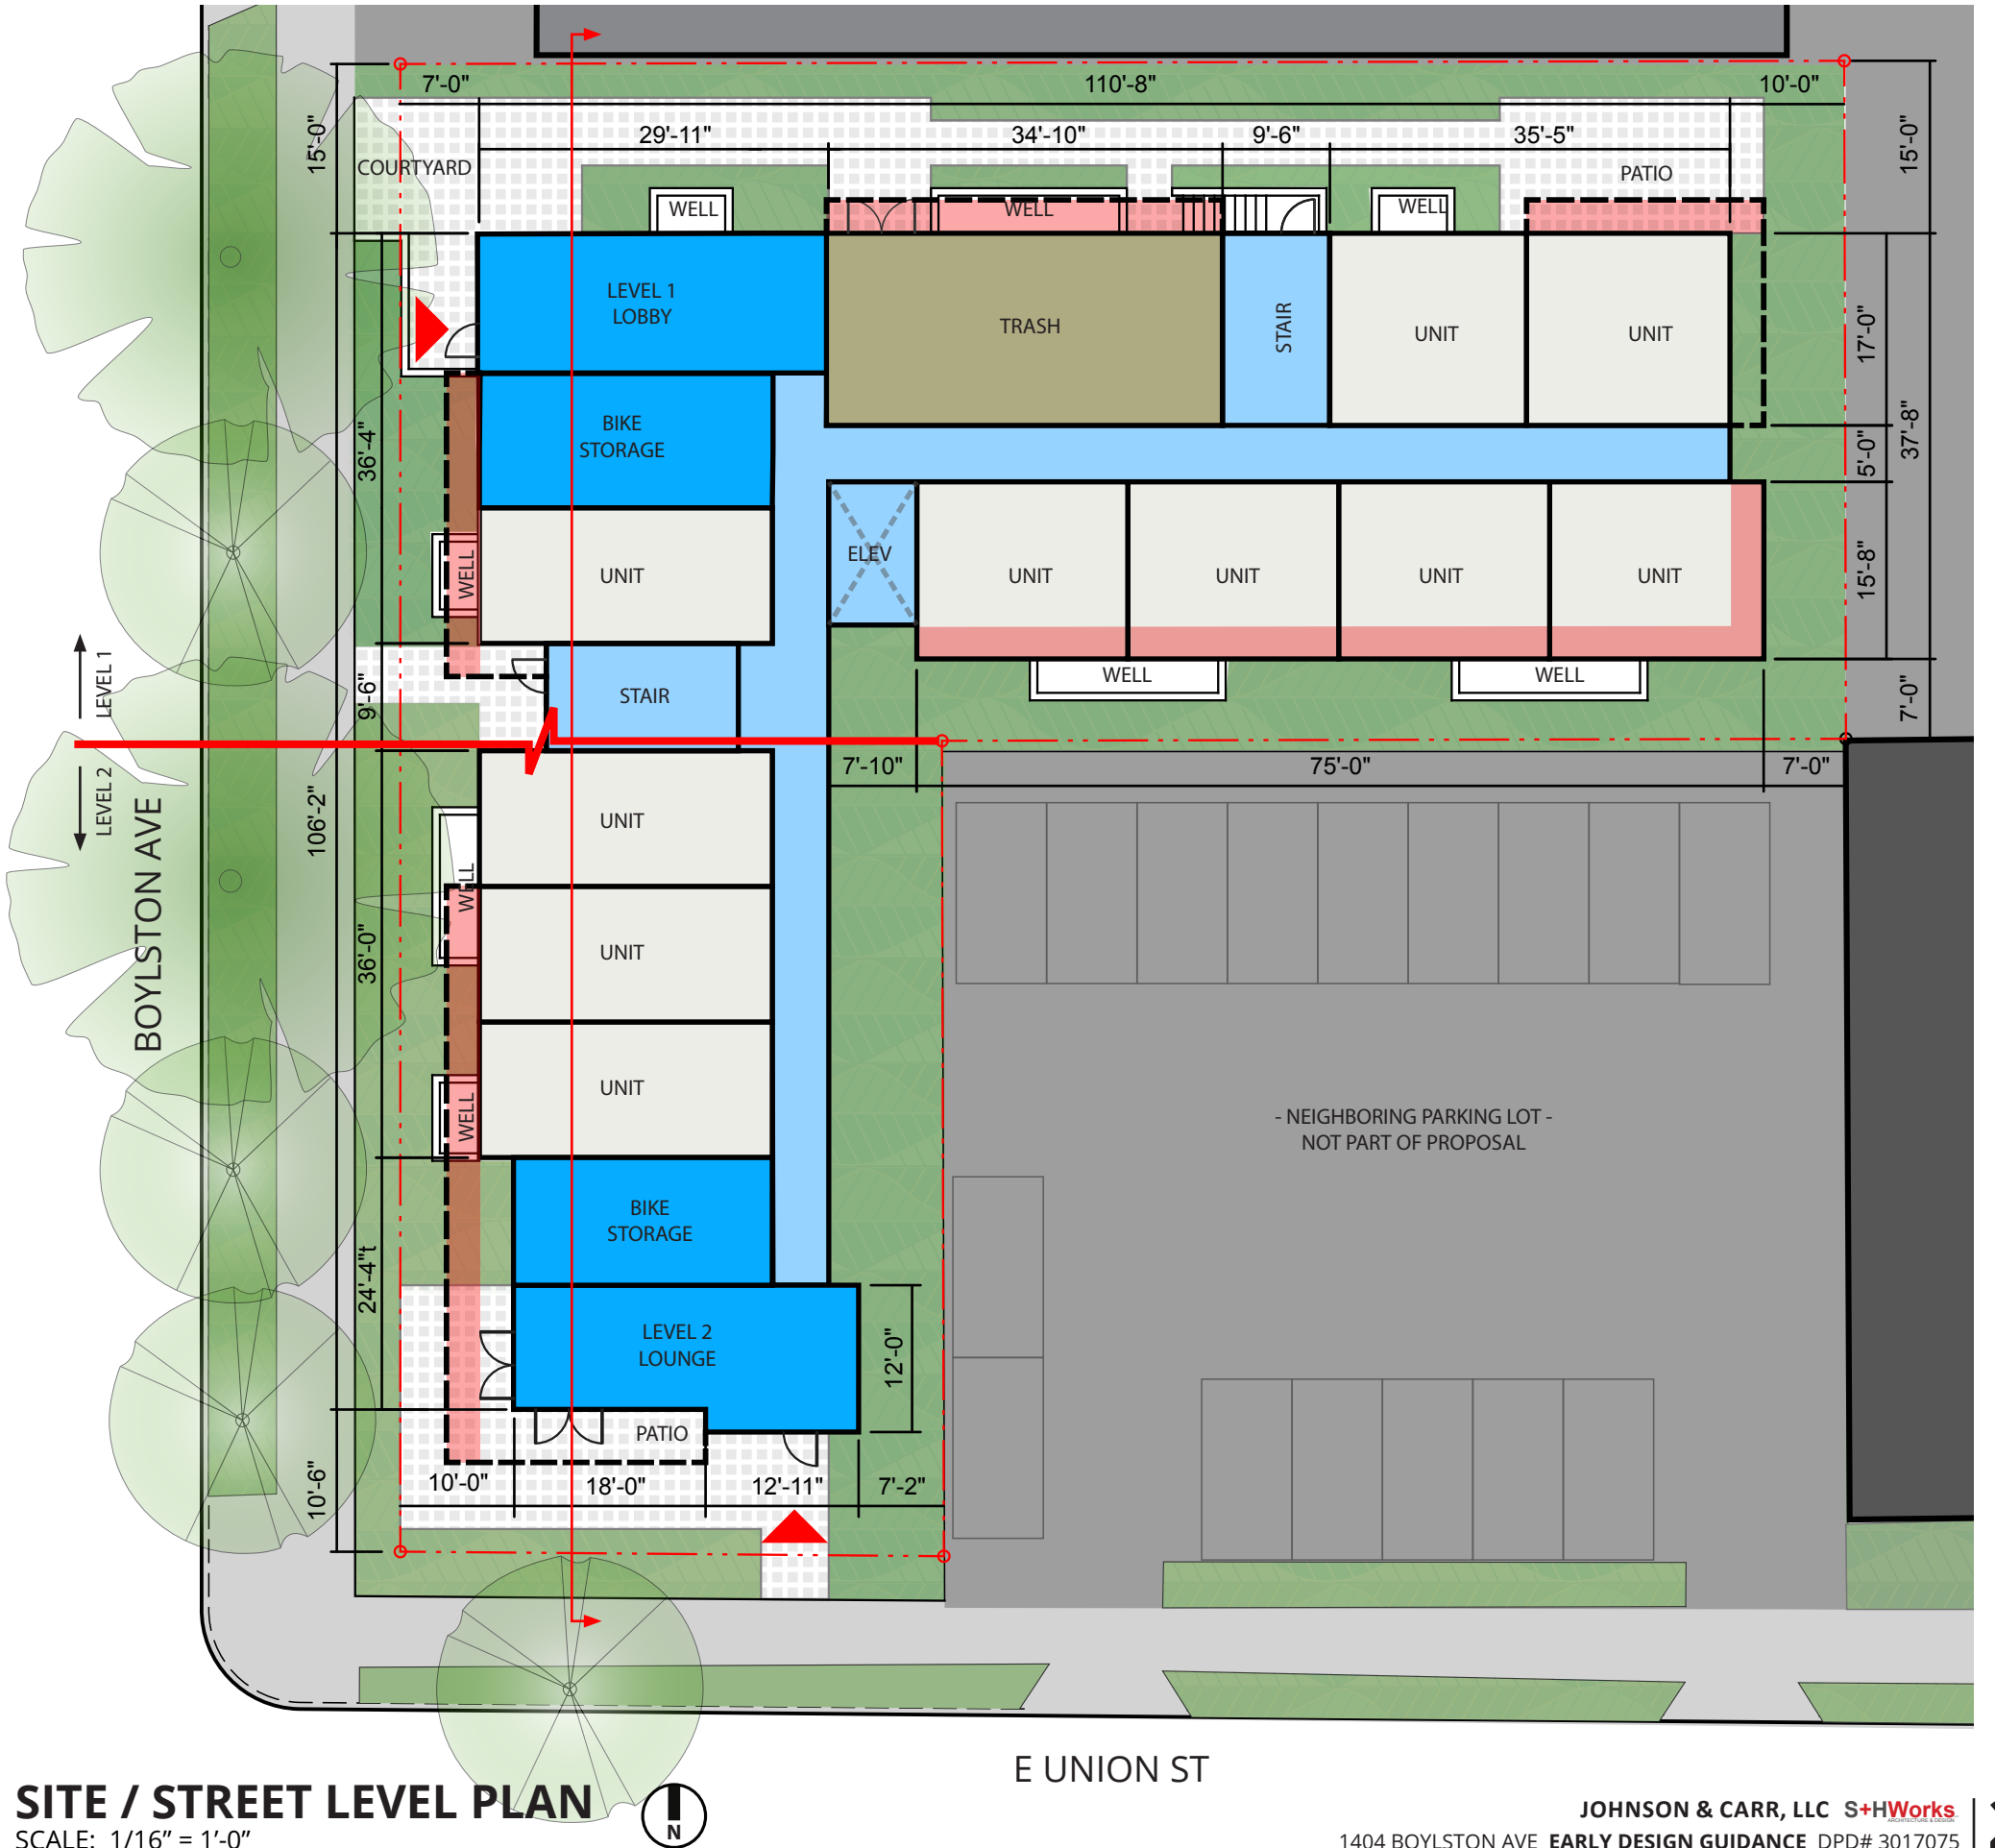 7'-0"
110'-8"
10'-0"
29'-11"
34'-10"
9'-6"
35'-5"
15'-0"
15'-0"
COURTYARD
PATIO
WELL
WELL
WELL
LEVEL 1
LOBBY
TRASH
STAIR
UNIT
UNIT
17'-0"
37'-8"
5'-0"
15'-8"
7'-0"
36'-4"
BIKE
STORAGE
WELL
UNIT
ELEV
UNIT
UNIT
UNIT
UNIT
WELL
WELL
LEVEL 1
LEVEL 2
9'-6"
STAIR
7'-10"
75'-0"
7'-0"
BOYLSTON AVE
106'-2"
UNIT
WELL
36'-0"
UNIT
UNIT
WELL
- NEIGHBORING PARKING LOT -
NOT PART OF PROPOSAL
BIKE
STORAGE
24'-4"t
LEVEL 2
LOUNGE
12'-0"
PATIO
10'-6"
10'-0"
18'-0"
12'-11"
7'-2"
E UNION ST
SITE / STREET LEVEL PLAN
N
SCALE: 1/16" = 1'-0"
JOHNSON & CARR, LLC S+HWorks
ARCHITECTURE & DESIGN
1404 BOYLSTON AVE EARLY DESIGN GUIDANCE DPD# 3017075